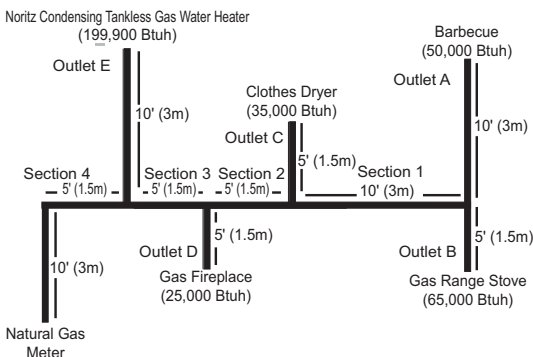 Noritz Condensing Tankless Gas Water Heater
(199,900 Btuh)
Outlet E
10' (3m)
Barbecue
(50,000 Btuh)
Outlet A
10' (3m)
Clothes Dryer
(35,000 Btuh)
Outlet C
5' (1.5m)
Section 4
5' (1.5m)
Section 3
5' (1.5m)
Section 2
5' (1.5m)
Section 1
10' (3m)
10' (3m)
Natural Gas
Meter
Outlet D
5' (1.5m)
Gas Fireplace
(25,000 Btuh)
Outlet B
5' (1.5m)
Gas Range Stove
(65,000 Btuh)